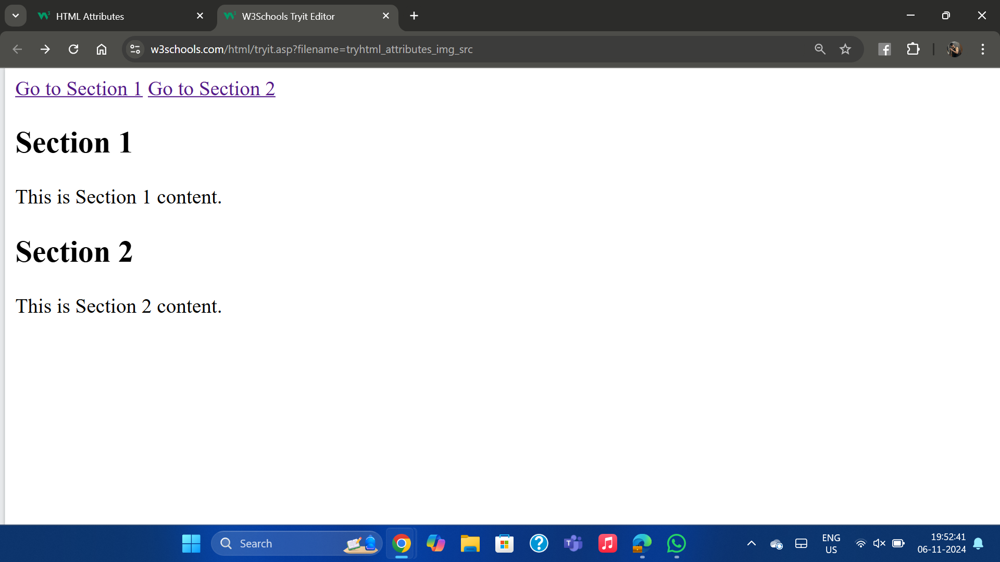 HTML Attributes
W3Schools Tryit Editor
w3schools.com/html/tryit.asp?filename=tryhtml_attributes_img_src
Go to Section 1 Go to Section 2
Section 1
This is Section 1 content.
Section 2
This is Section 2 content.
Search
ENG
US
19:52:41
06-11-2024